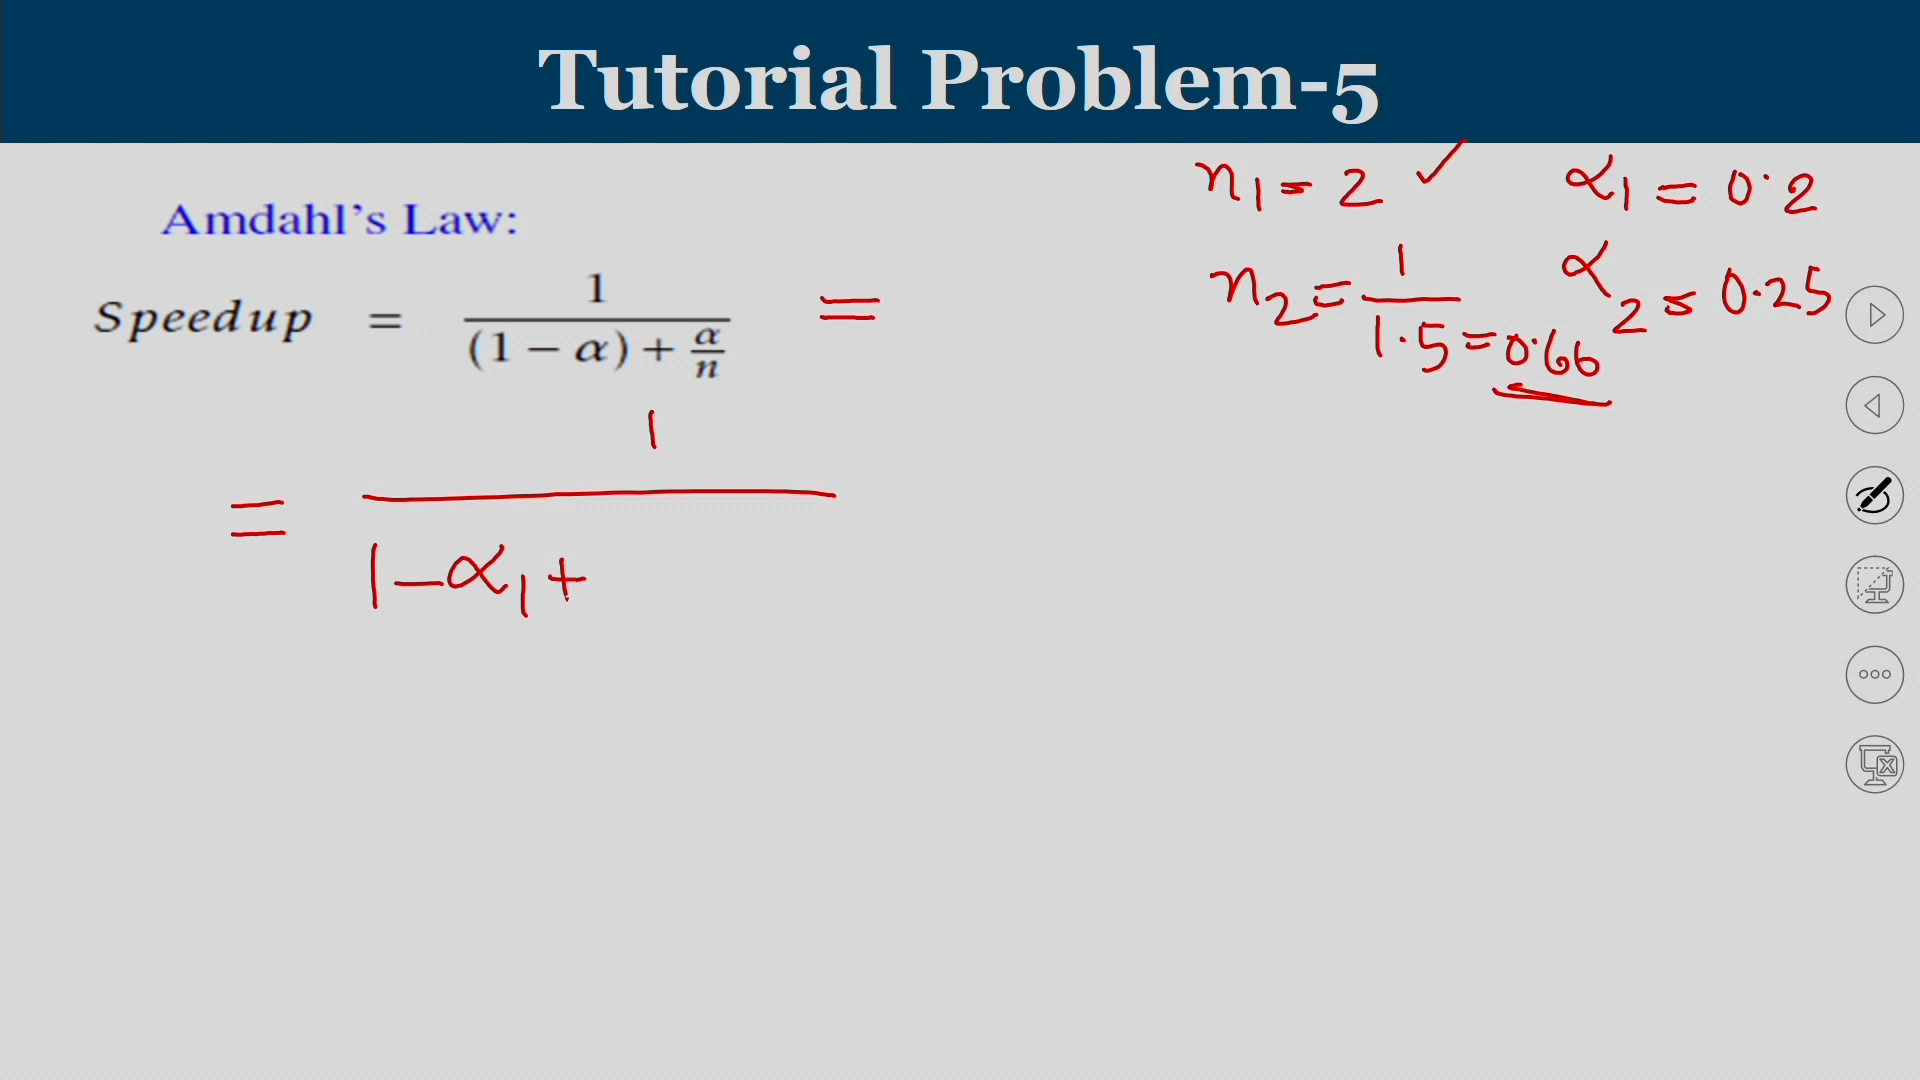 Tutorial Problem-5
n1 = 2 ✓ α1 = 0.2
Amdahl's Law:
Speedup = 1 / ((1 − α) + α/n) =
n2 = 1/1.5 = 0.66 α2 = 0.25
= 1 / (1 − α1 +